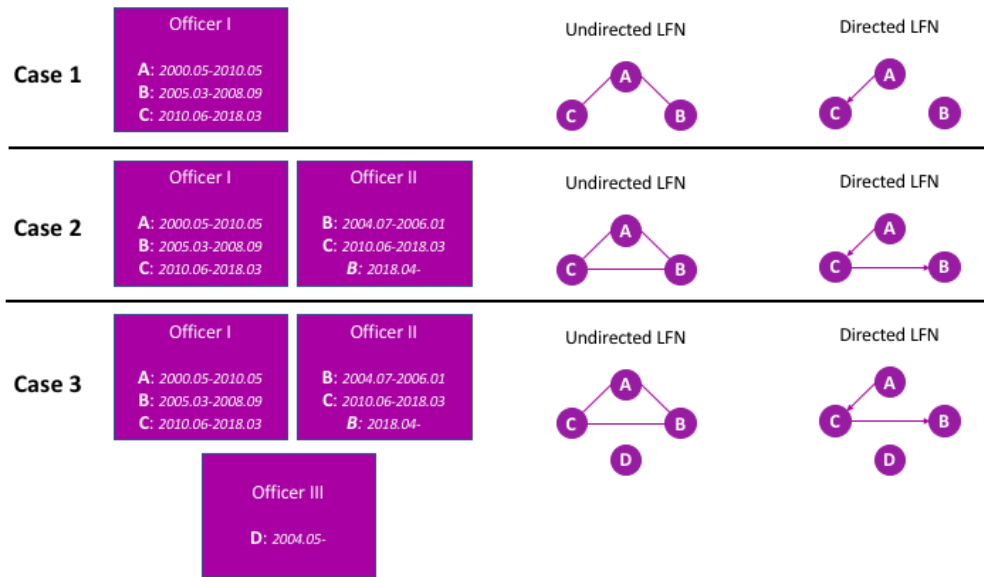 Case 1
Officer I
A: 2000.05-2010.05
B: 2005.03-2008.09
C: 2010.06-2018.03
Undirected LFN
A
C
B
Directed LFN
A
C
B
Case 2
Officer I
A: 2000.05-2010.05
B: 2005.03-2008.09
C: 2010.06-2018.03
Officer II
B: 2004.07-2006.01
C: 2010.06-2018.03
B: 2018.04-
Undirected LFN
A
C
B
Directed LFN
A
C
B
Case 3
Officer I
A: 2000.05-2010.05
B: 2005.03-2008.09
C: 2010.06-2018.03
Officer II
B: 2004.07-2006.01
C: 2010.06-2018.03
B: 2018.04-
Officer III
D: 2004.05-
Undirected LFN
A
C
B
D
Directed LFN
A
C
B
D